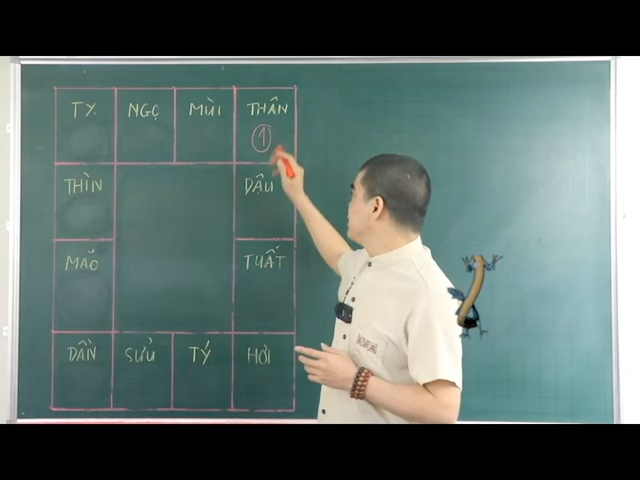 TỴ NGỌ MÙI THÂN
1
THÌN DẬU
MÃO TUẤT
DẦN SỬU TÝ HỢI